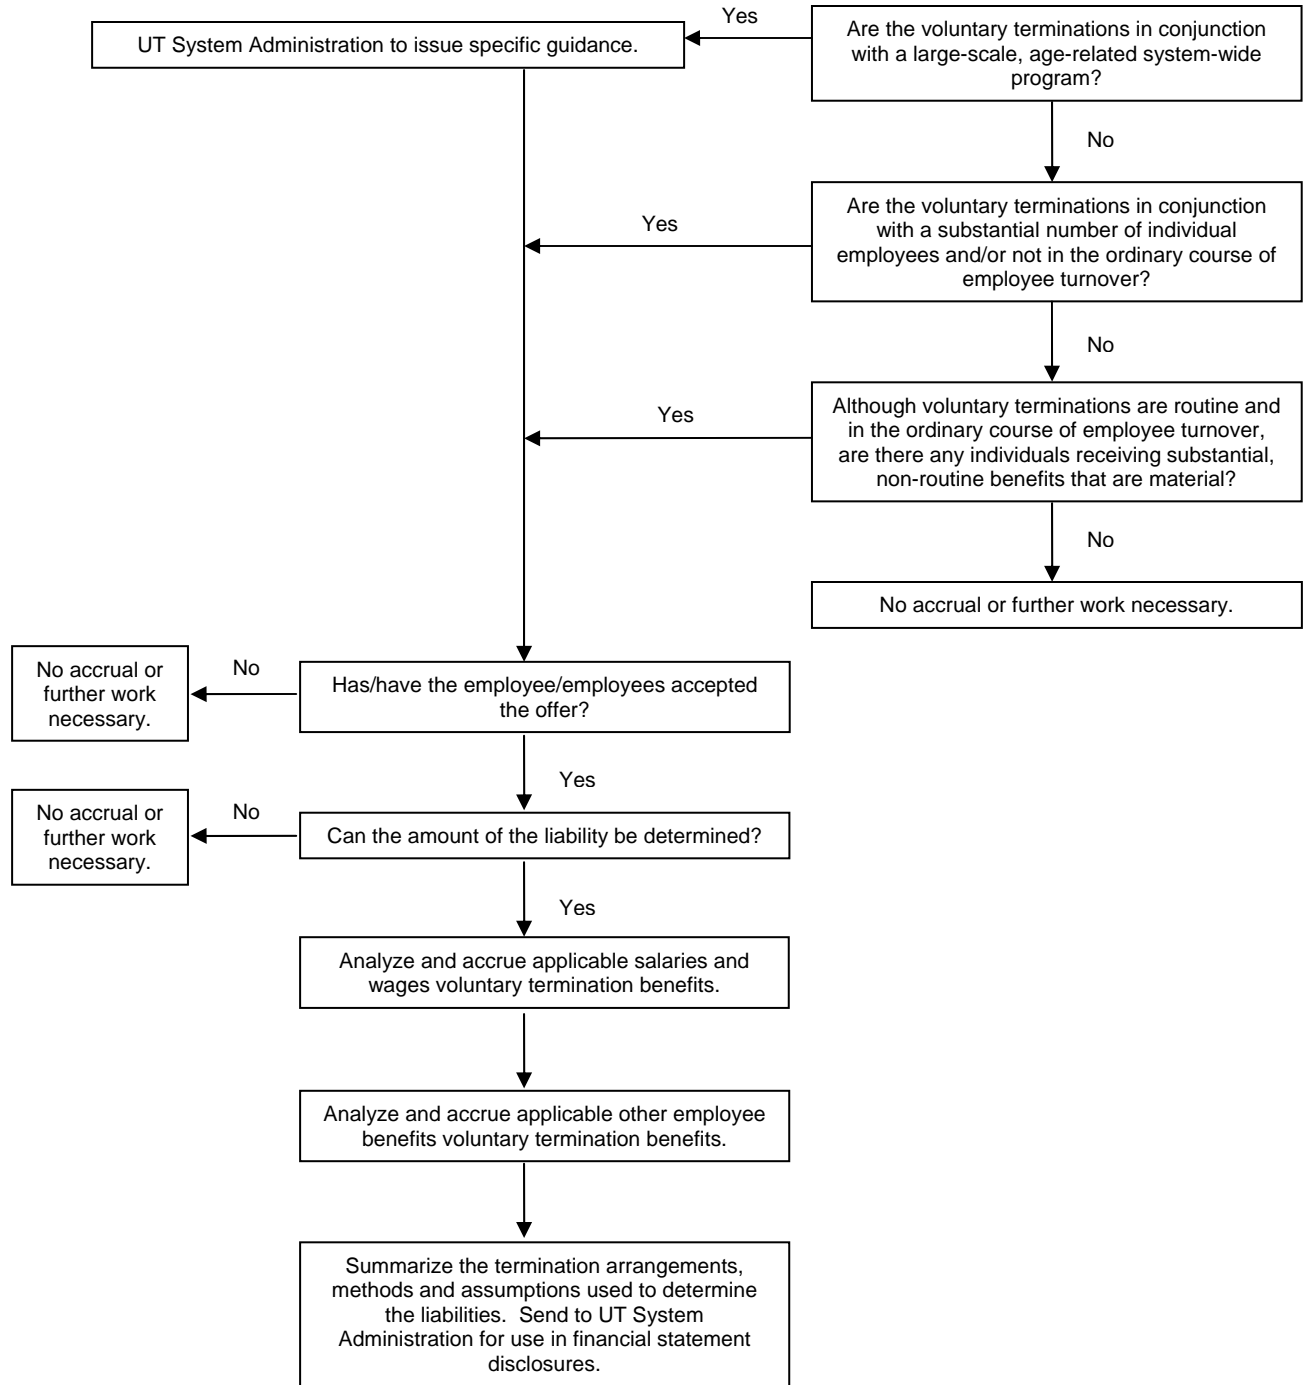 Yes
UT System Administration to issue specific guidance.
Are the voluntary terminations in conjunction
with a large-scale, age-related system-wide
program?
No
Are the voluntary terminations in conjunction
with a substantial number of individual
employees and/or not in the ordinary course of
employee turnover?
Yes
No
Although voluntary terminations are routine and
in the ordinary course of employee turnover,
are there any individuals receiving substantial,
non-routine benefits that are material?
Yes
No
No accrual or further work necessary.
No accrual or
further work
necessary.
No
Has/have the employee/employees accepted
the offer?
Yes
No accrual or
further work
necessary.
No
Can the amount of the liability be determined?
Yes
Analyze and accrue applicable salaries and
wages voluntary termination benefits.
Analyze and accrue applicable other employee
benefits voluntary termination benefits.
Summarize the termination arrangements,
methods and assumptions used to determine
the liabilities.  Send to UT System
Administration for use in financial statement
disclosures.